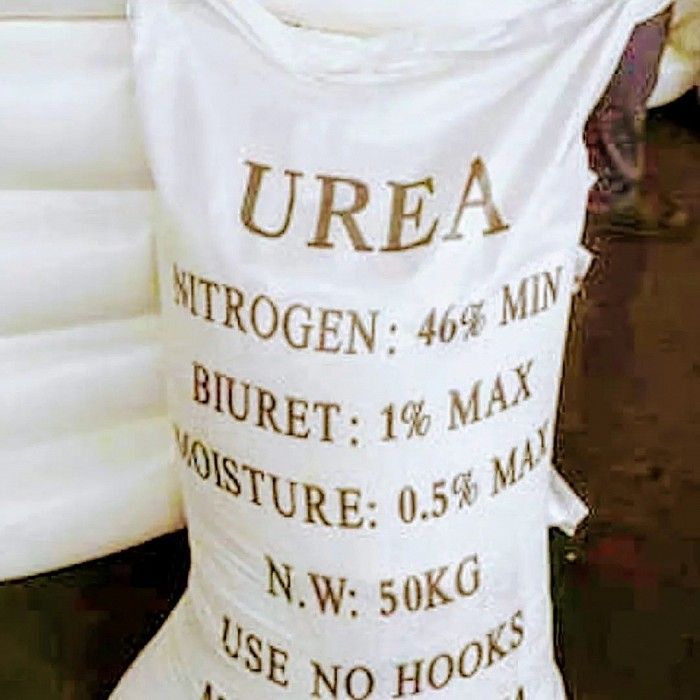 UREA
NITROGEN: 46% MIN
BIURET: 1% MAX
MOISTURE: 0.5% MAX
N.W: 50KG
USE NO HOOKS